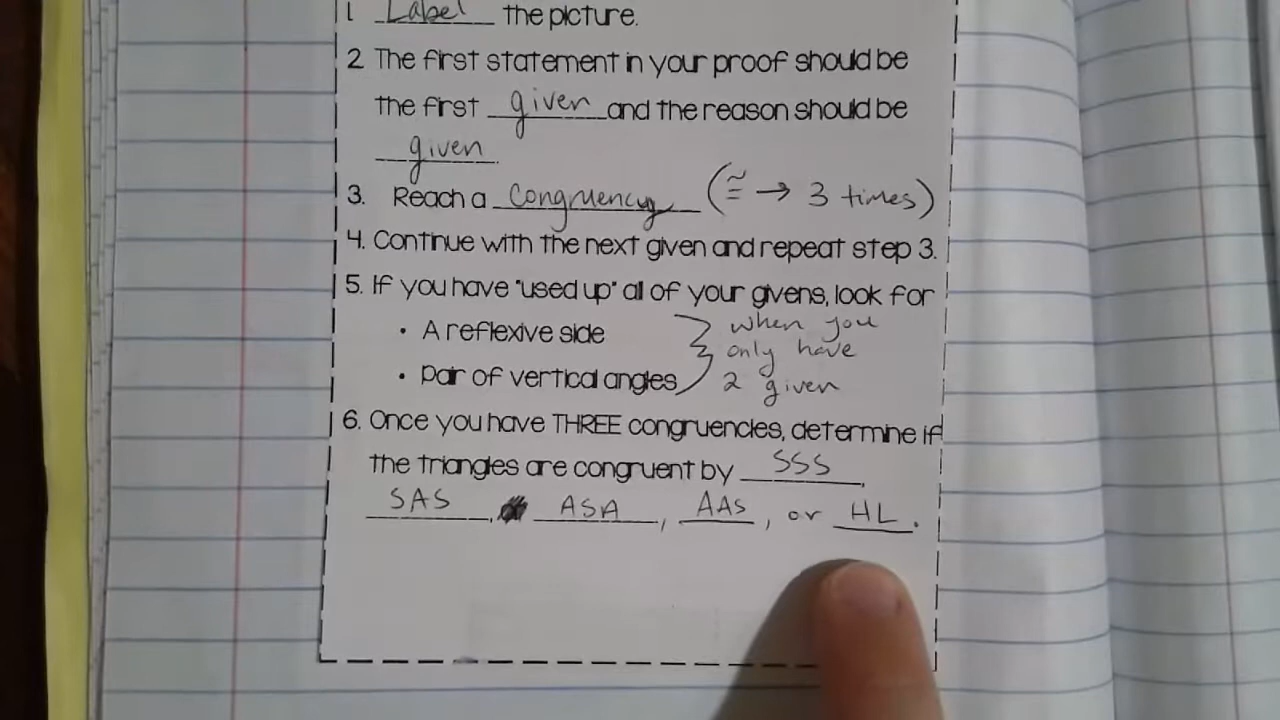 1 Label the picture.
2 The first statement in your proof should be
the first given and the reason should be
given.
3. Reach a congruency (≅ → 3 times)
4. Continue with the next given and repeat step 3.
5. If you have "used up" all of your givens, look for
• A reflexive side } when you
only have
• Pair of vertical angles 2 given
6. Once you have THREE congruencies, determine if
the triangles are congruent by SSS,
SAS, ASA, AAS, or HL.